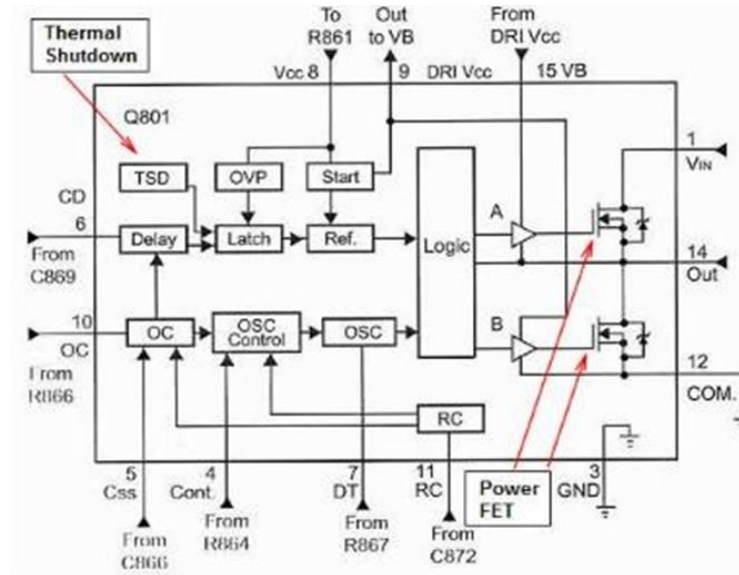 Thermal
Shutdown
To
R861
Out
to VB
From
DRI Vcc
Vcc 8
9
DRI Vcc
15 VB
Q801
1
VIN
TSD
OVP
Start
CD
6
Delay
Latch
Ref.
Logic
A
From
C869
14
Out
10
OC
OC
OSC
Control
OSC
B
12
COM.
From
R866
RC
5
Css
4
Cont.
7
DT
11
RC
Power
FET
3
GND
From
C866
From
R864
From
R867
From
C872